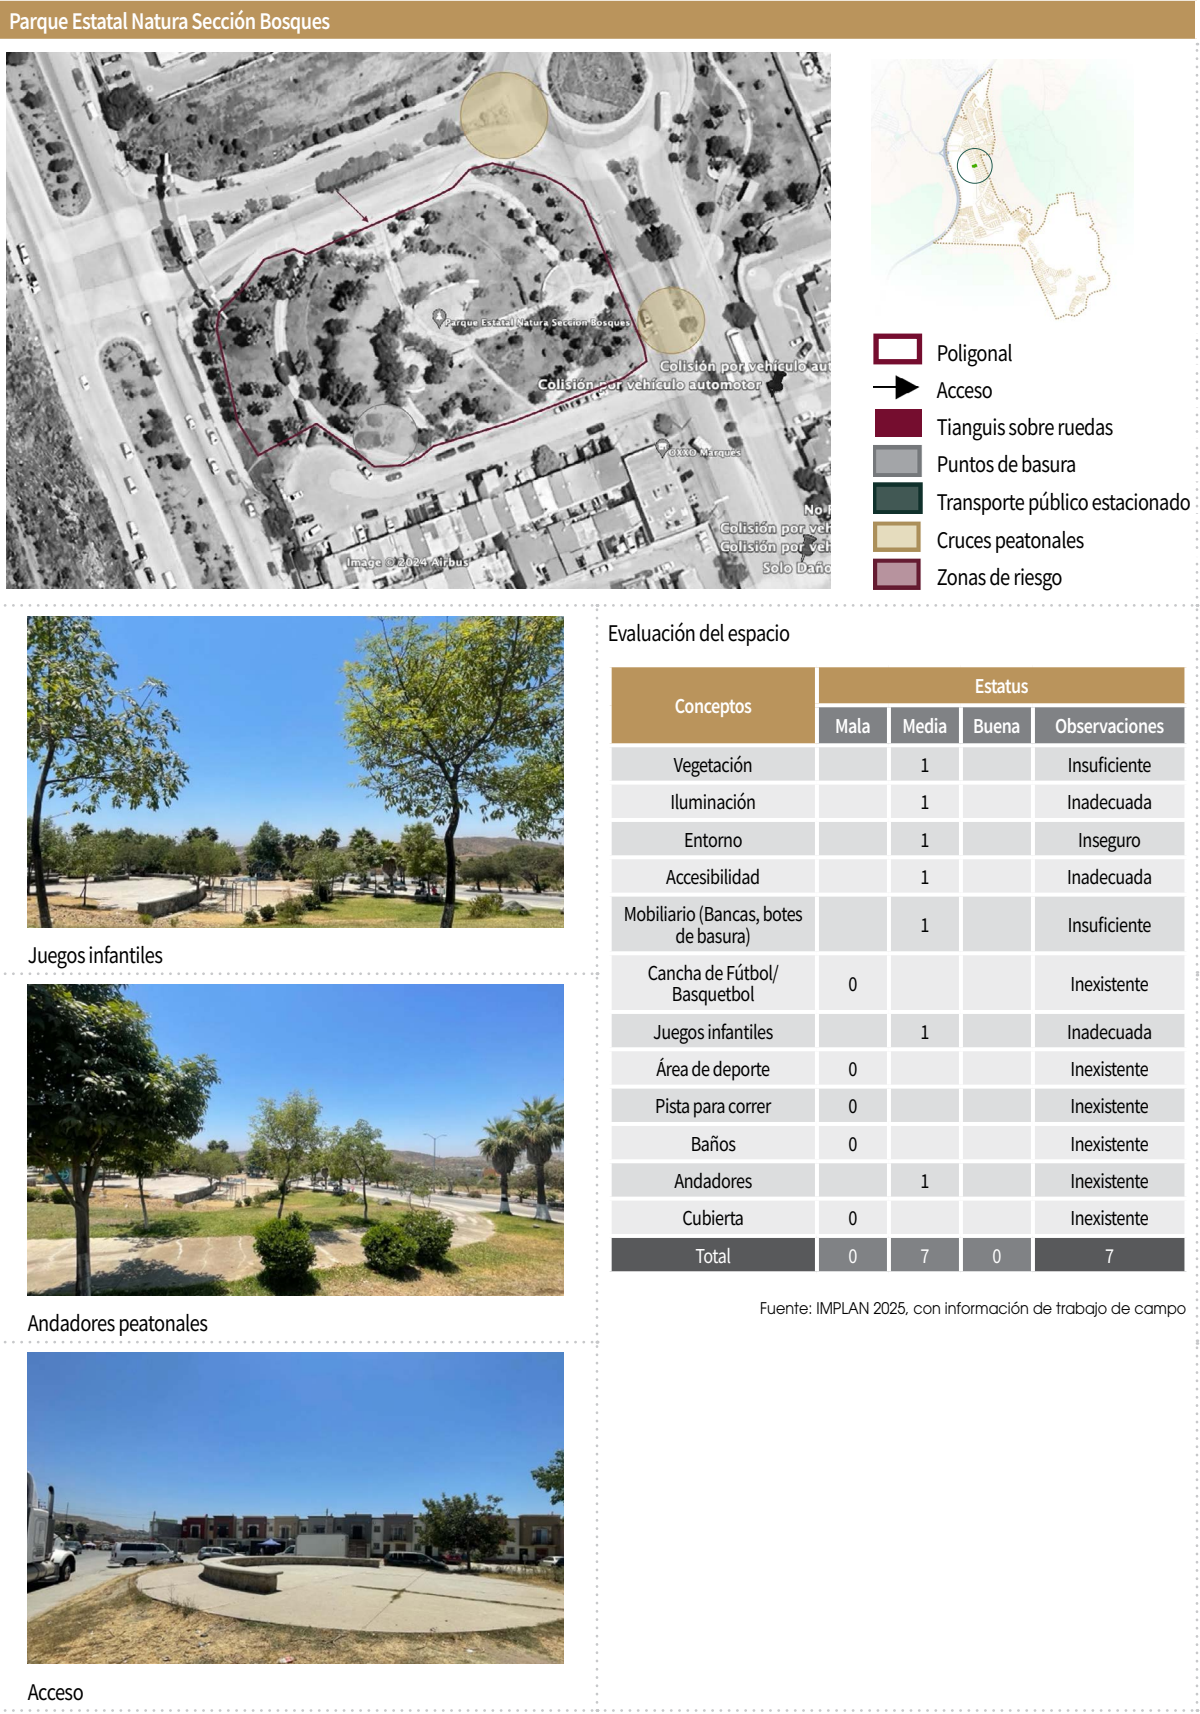 Parque Estatal Natura Sección Bosques
Parque Estatal Natura Sección Bosques
Colisión por vehículo aut
Colisión por vehículo automotor
OXXO Marques
No
Colisión por veh
Colisión por veh
Solo Daño
Image © 2024 Airbus
Poligonal
Acceso
Tianguis sobre ruedas
Puntos de basura
Transporte público estacionado
Cruces peatonales
Zonas de riesgo
Juegos infantiles
Andadores peatonales
Acceso
Evaluación del espacio
Conceptos Estatus
Mala Media Buena Observaciones
Vegetación 1 Insuficiente
Iluminación 1 Inadecuada
Entorno 1 Inseguro
Accesibilidad 1 Inadecuada
Mobiliario (Bancas, botes
de basura) 1 Insuficiente
Cancha de Fútbol/
Basquetbol 0 Inexistente
Juegos infantiles 1 Inadecuada
Área de deporte 0 Inexistente
Pista para correr 0 Inexistente
Baños 0 Inexistente
Andadores 1 Inexistente
Cubierta 0 Inexistente
Total 0 7 0 7
Fuente: IMPLAN 2025, con información de trabajo de campo